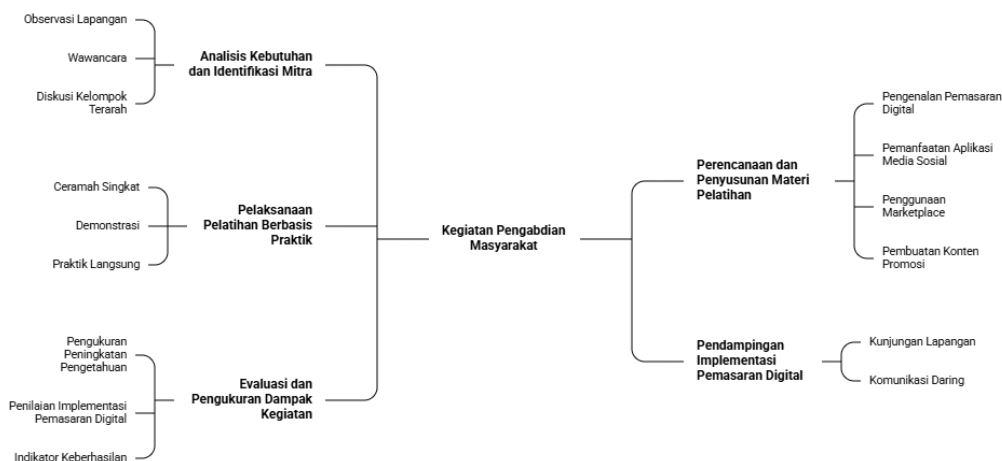 Observasi Lapangan
Wawancara
Diskusi Kelompok
Terarah
Analisis Kebutuhan
dan Identifikasi Mitra
Ceramah Singkat
Demonstrasi
Praktik Langsung
Pelaksanaan
Pelatihan Berbasis
Praktik
Pengukuran
Peningkatan
Pengetahuan
Penilaian Implementasi
Pemasaran Digital
Indikator Keberhasilan
Evaluasi dan
Pengukuran Dampak
Kegiatan
Kegiatan Pengabdian
Masyarakat
Perencanaan dan
Penyusunan Materi
Pelatihan
Pengenalan Pemasaran
Digital
Pemanfaatan Aplikasi
Media Sosial
Penggunaan
Marketplace
Pembuatan Konten
Promosi
Pendampingan
Implementasi
Pemasaran Digital
Kunjungan Lapangan
Komunikasi Daring